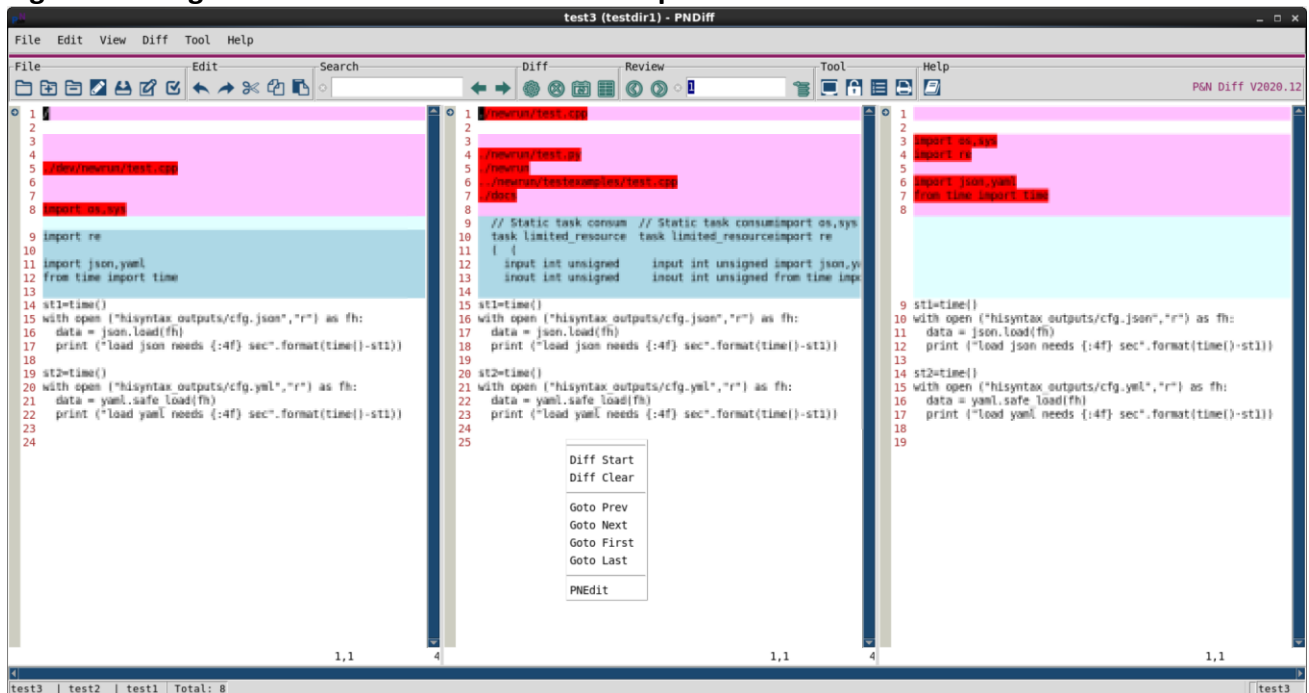 test3 (testdir1) - PNDiff
File Edit View Diff Tool Help
File Edit Search Diff Review Tool Help
1
P&N Diff V2020.12
1 /
2
3
4
5 ./dev/newrun/test.cpp
6
7
8 import os,sys
9 import re
10
11 import json,yaml
12 from time import time
13
14 st1=time()
15 with open ("hisyntax_outputs/cfg.json","r") as fh:
16 data = json.load(fh)
17 print ("load json needs {:4f} sec".format(time()-st1))
18
19 st2=time()
20 with open ("hisyntax_outputs/cfg.yml","r") as fh:
21 data = yaml.safe_load(fh)
22 print ("load yaml needs {:4f} sec".format(time()-st1))
23
24
1,1 4
1 ./newrun/test.cpp
2
3
4 ./newrun/test.py
5 ./newrun
6 ../newrun/testexamples/test.cpp
7 ./docs
8
9 // Static task consum // Static task consumimport os,sys
10 task limited_resource task limited_resourceimport re
11 ( (
12 input int unsigned input int unsigned import json,ya
13 inout int unsigned inout int unsigned from time impo
14
15 st1=time()
16 with open ("hisyntax_outputs/cfg.json","r") as fh:
17 data = json.load(fh)
18 print ("load json needs {:4f} sec".format(time()-st1))
19
20 st2=time()
21 with open ("hisyntax_outputs/cfg.yml","r") as fh:
22 data = yaml.safe_load(fh)
23 print ("load yaml needs {:4f} sec".format(time()-st1))
24
25
Diff Start
Diff Clear
Goto Prev
Goto Next
Goto First
Goto Last
PNEdit
1,1 4
1
2
3 import os,sys
4 import re
5
6 import json,yaml
7 from time import time
8
9 st1=time()
10 with open ("hisyntax_outputs/cfg.json","r") as fh:
11 data = json.load(fh)
12 print ("load json needs {:4f} sec".format(time()-st1))
13
14 st2=time()
15 with open ("hisyntax_outputs/cfg.yml","r") as fh:
16 data = yaml.safe_load(fh)
17 print ("load yaml needs {:4f} sec".format(time()-st1))
18
19
1,1
test3 | test2 | test1 Total: 8
test3